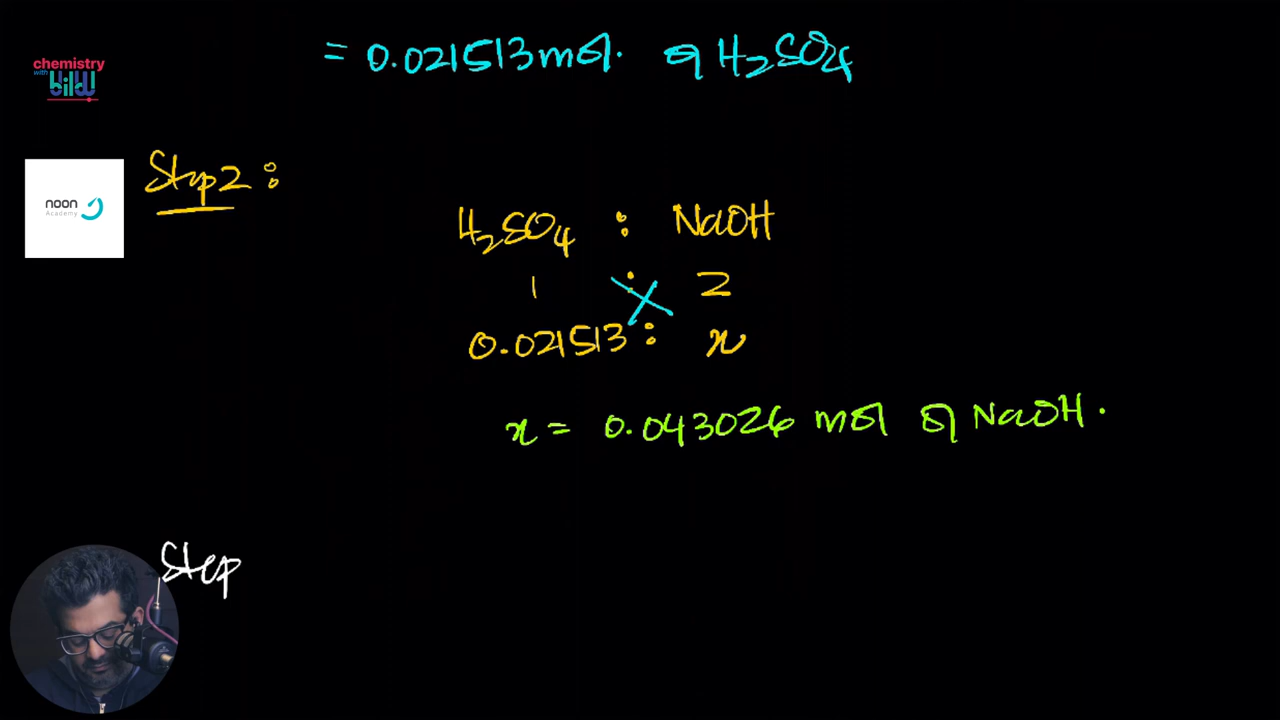 = 0.021513 mol. of H₂SO₄
chemistry
with
bildu
Step 2 :
noon
Academy
H₂SO₄ : NaOH
1 : 2
0.021513 : x
x = 0.043026 mol of NaOH.
Step